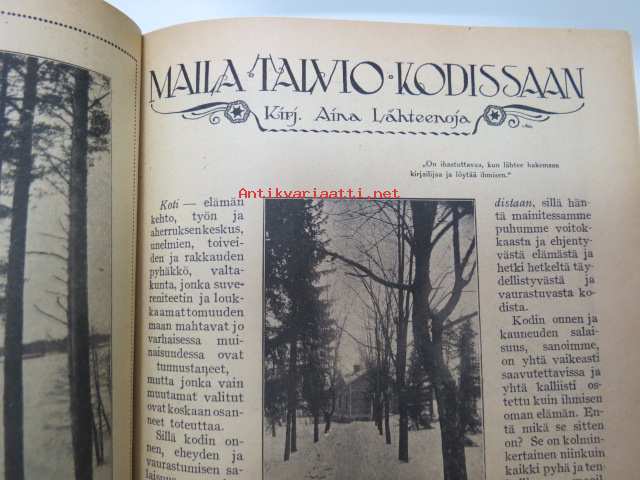 MAILA · TALVIO · KODISSAAN
Kirj. Aina Lähteenoja
„On ihastuttavaa, kun lähtee hakemaan
kirjailijaa ja löytää ihmisen.“
Antikvariaatti.net
Koti — elämän
kehto, työn ja
aherruksen keskus,
unelmien, toiveiden
ja rakkauden
pyhäkkö, valta-
kunta, jonka suve-
reniteetin ja louk-
kaamattomuuden
maan mahtavat jo
varhaisessa mui-
naisuudessa ovat
tunnustaneet,
mutta jonka vain
muutamat valitut
ovat koskaan osan-
neet toteuttaa.
Sillä kodin on-
nen, eheyden ja
vaurastumisen sa-
distaan, sillä hän-
tä mainitessamme
puhumme voitok-
kaasta ja ehjenty-
västä elämästä ja
hetki hetkeltä täy-
dellistyvästä ja
vaurastuvasta ko-
dista.
Kodin onnen ja
kauneuden salai-
suus, sanoimme,
on yhtä vaikeasti
saavutettavissa ja
yhtä kalliisti os-
tettu kuin ihmisen
oman elämän. En-
tä mikä se sitten
on? Se on kolmin-
kertainen niinkuin
kaikki pyhä ja ten-